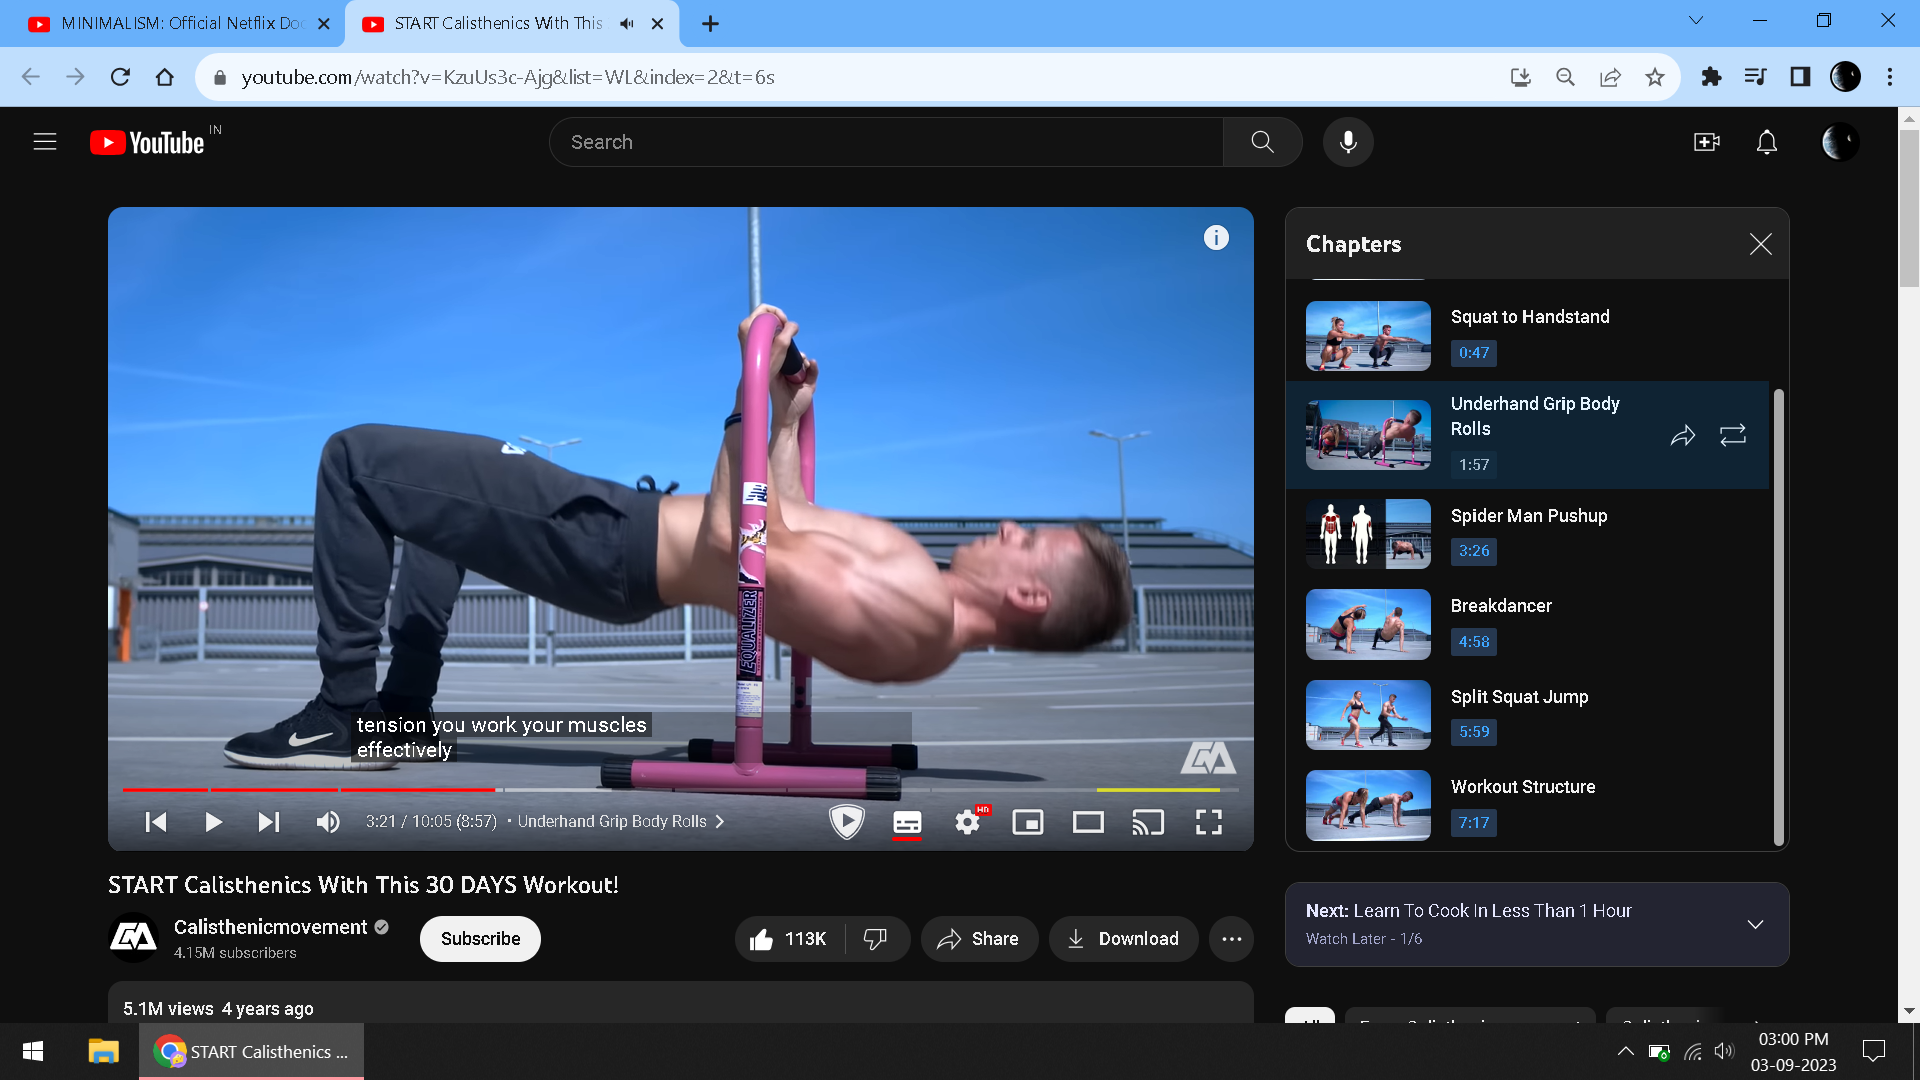 MINIMALISM: Official Netflix Do
START Calisthenics With This
youtube.com/watch?v=KzuUs3c-Ajg&list=WL&index=2&t=6s
YouTube IN
Search
Chapters
Squat to Handstand
0:47
Underhand Grip Body
Rolls
1:57
Spider Man Pushup
3:26
Breakdancer
4:58
Split Squat Jump
5:59
Workout Structure
7:17
EQUALIZER
tension you work your muscles
effectively
3:21 / 10:05 (8:57) • Underhand Grip Body Rolls
HD
START Calisthenics With This 30 DAYS Workout!
Calisthenicmovement
4.15M subscribers
Subscribe
113K
Share
Download
Next: Learn To Cook In Less Than 1 Hour
Watch Later - 1/6
5.1M views 4 years ago
START Calisthenics ...
03:00 PM
03-09-2023